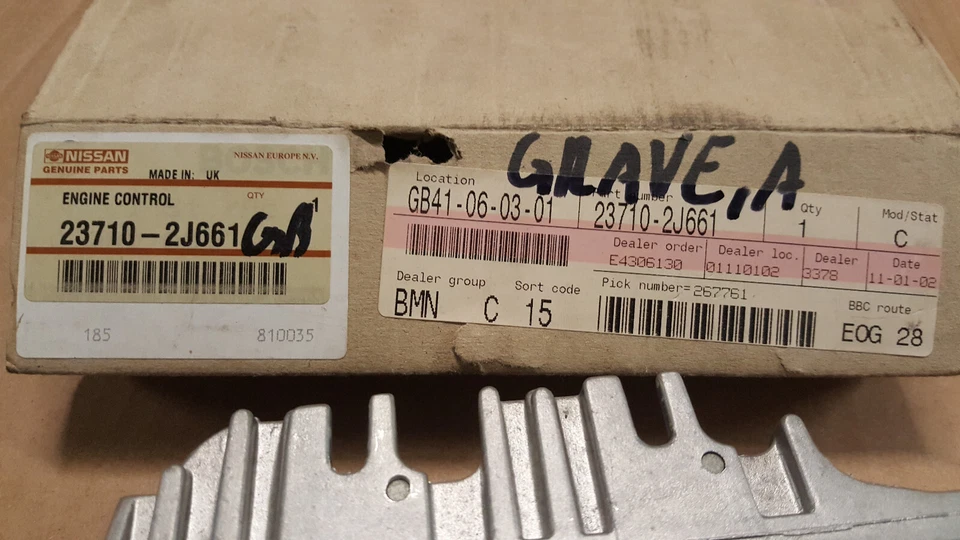 NISSAN
GENUINE PARTS
NISSAN EUROPE N.V.
MADE IN: UK
ENGINE CONTROL
QTY
1
23710-2J661
GB
185 810035
GRAVE, A
Location
GB41-06-03-01
Part Number
23710-2J661
Qty
1
Mod/Stat
C
Dealer order
E4306130
Dealer loc.
01110102
Dealer
3378
Date
11-01-02
Dealer group
BMN C
Sort code
15
Pick number=267761
BBC route
EOG 28